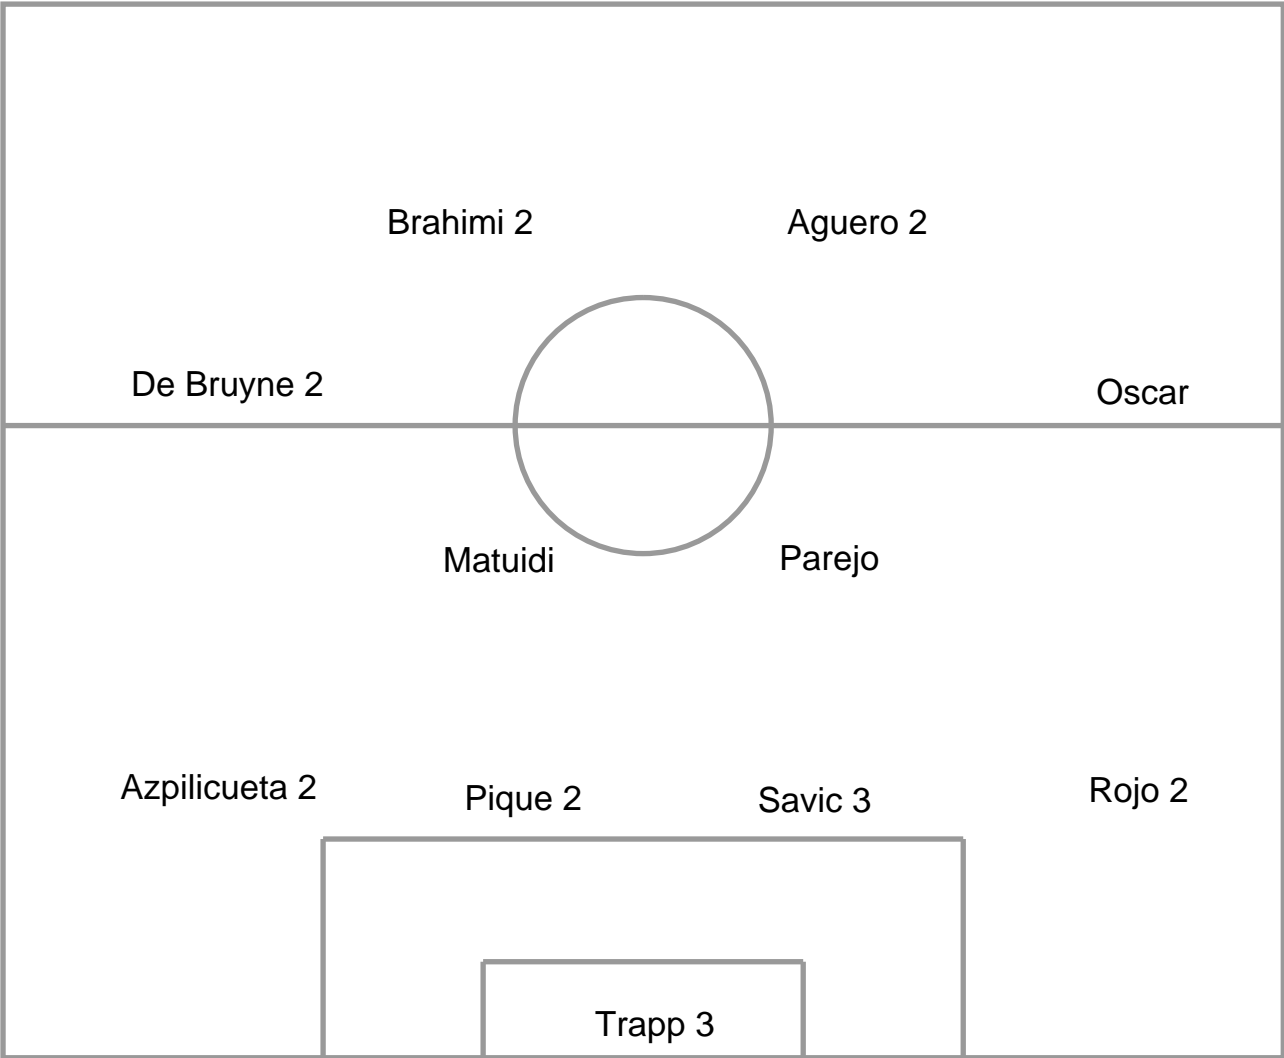 Brahimi 2
Aguero 2
De Bruyne 2
Oscar
Matuidi
Parejo
Azpilicueta 2
Pique 2
Savic 3
Rojo 2
Trapp 3